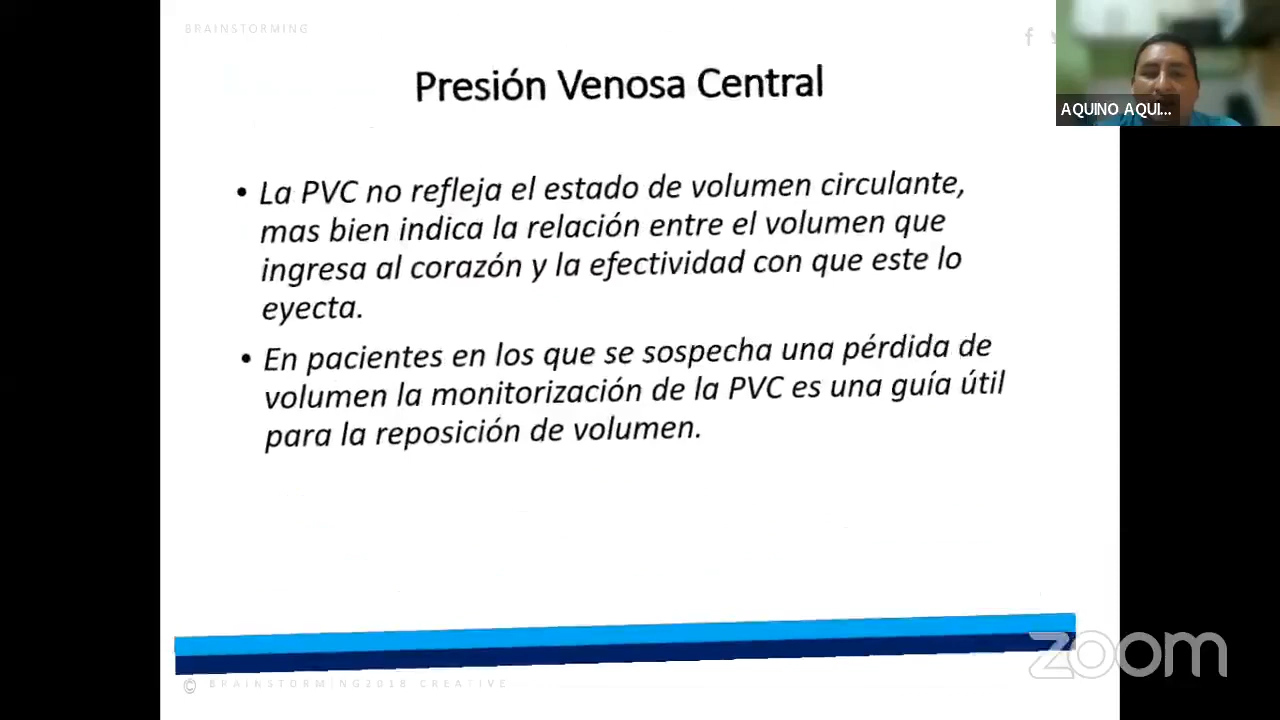 BRAINSTORMING
Presión Venosa Central
AQUINO AQUI...
• La PVC no refleja el estado de volumen circulante,
mas bien indica la relación entre el volumen que
ingresa al corazón y la efectividad con que este lo
eyecta.
• En pacientes en los que se sospecha una pérdida de
volumen la monitorización de la PVC es una guía útil
para la reposición de volumen.
zoom
© BRAINSTORMING2018 CREATIVE